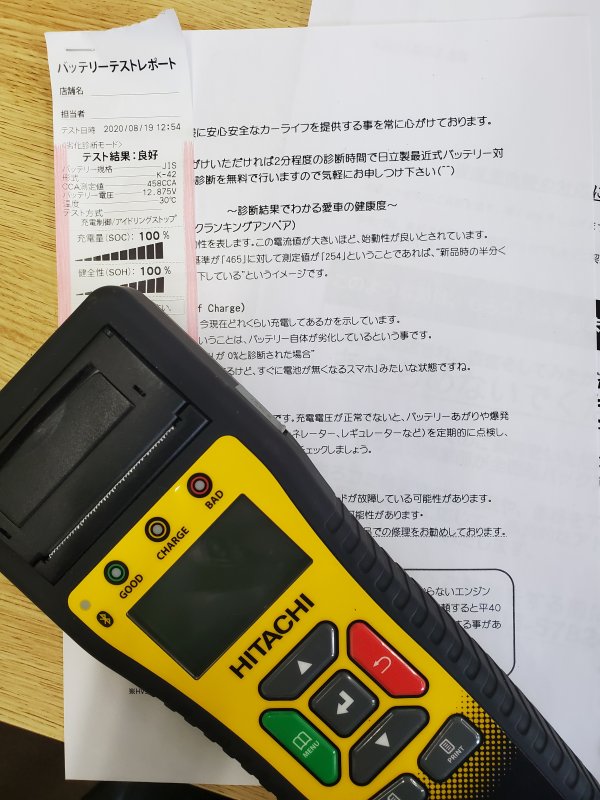 バッテリーテストレポート
店舗名
担当者
テスト日時 2020/08/19 12:54
<劣化診断モード>
テスト結果：良好
バッテリー規格 JIS
形式 K-42
CCA測定値 458CCA
バッテリー電圧 12.875V
温度 30℃
テスト方式
充電制御/アイドリングストップ
充電量(SOC)： 100 %
健全性(SOH)： 100 %
に安心安全なカーライフを提供する事を常に心がけております。
がけいただければ2分程度の診断時間で日立製最近式バッテリー対
診断を無料で行いますので気軽にお申しつけ下さい(⌒⌒)
～診断結果でわかる愛車の健康度～
クランキングアンペア)
性を表します。この電流値が大きいほど、始動性が良いとされています。
基準が「465」に対して測定値が「254」ということであれば、"新品時の半分く
下している"というイメージです。
f Charge)
今現在どれぐらい充電してあるかを示しています。
いうことは、バッテリー自体が劣化しているという事です。
が 0%と診断された場合"
るけど、すぐに電池が無くなるスマホ」みたいな状態ですね。
です。充電電圧が正常でないと、バッテリーあがりや爆発
ネレーター、レギュレーターなど)を定期的に点検し、
チェックしましょう。
ドが故障している可能性があります。
可能性があります・
での修理をお勧めしております。
らないエンジン
頼すると平40
する事があ
GOOD
CHARGE
BAD
HITACHI
MENU
PRINT